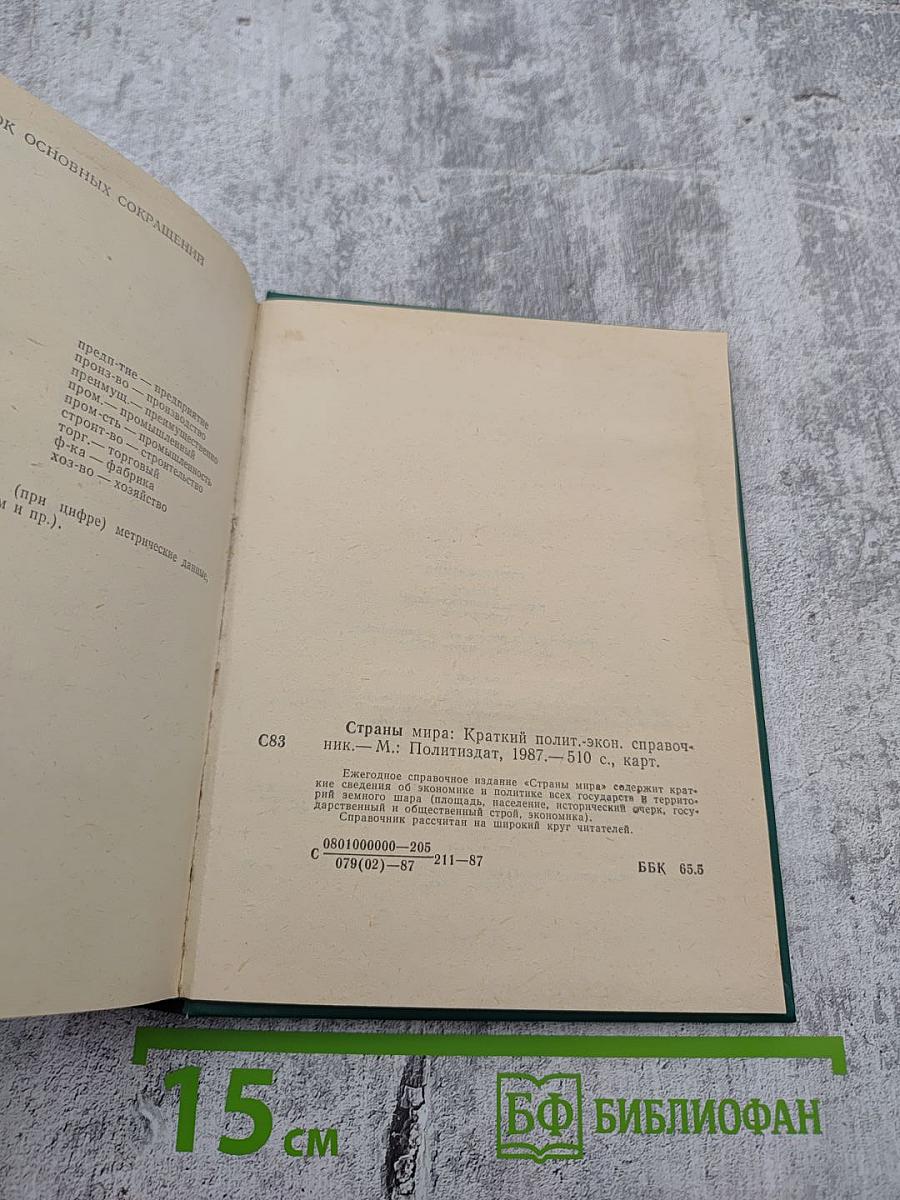 ОСНОВНЫХ СОКРАЩЕНИЙ
предп-тие — предприятие
произ-во — производство
преимущ.— преимущественно
пром.— промышленный
пром-сть — промышленность
строит-во — строительство
торг.— торговый
ф-ка — фабрика
хоз-во — хозяйство
(при цифре) метрические данные,
и пр.).
Страны мира: Краткий полит.-экон. справоч-
С83
ник.— М.: Политиздат, 1987.— 510 с., карт.
Ежегодное справочное издание «Страны мира» содержит крат-
кие сведения об экономике и политике всех государств и террито-
рий земного шара (площадь, население, исторический очерк, госу-
дарственный и общественный строй, экономика).
Справочник рассчитан на широкий круг читателей.
С 0801000000—205
079(02)—87 211—87
ББК 65.5
15 см
БФ БИБЛИОФАН